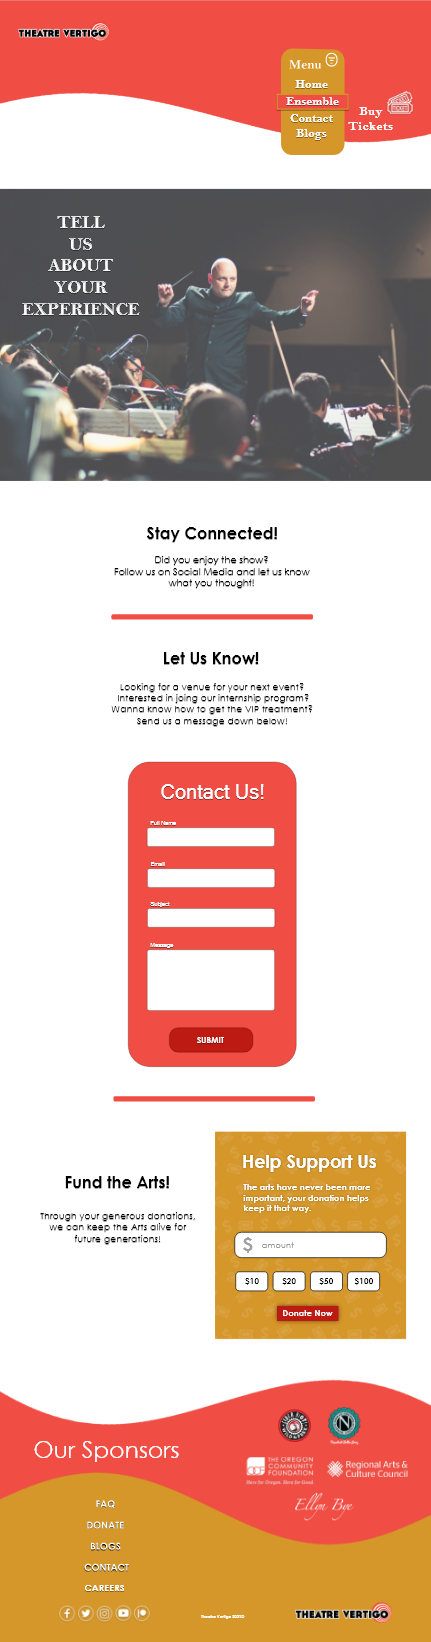 THEATRE VERTIGO
Menu
Home
Ensemble
Contact
Blogs
Buy
Tickets
TELL
US
ABOUT
YOUR
EXPERIENCE
Stay Connected!
Did you enjoy the show?
Follow us on Social Media and let us know
what you thought!
Let Us Know!
Looking for a venue for your next event?
Interested in joing our internship program?
Wanna know how to get the VIP treatment?
Send us a message down below!
Contact Us!
Full Name
Email
Subject
Message
SUBMIT
Fund the Arts!
Through your generous donations,
we can keep the Arts alive for
future generations!
Help Support Us
The arts have never been more
important, your donation helps
keep it that way.
$ amount
$10 $20 $50 $100
Donate Now
Our Sponsors
N
THE OREGON
COMMUNITY
FOUNDATION
Here for Oregon. Here for Good.
Regional Arts &
Culture Council
Ellyn Bye
FAQ
DONATE
BLOGS
CONTACT
CAREERS
THEATRE VERTIGO